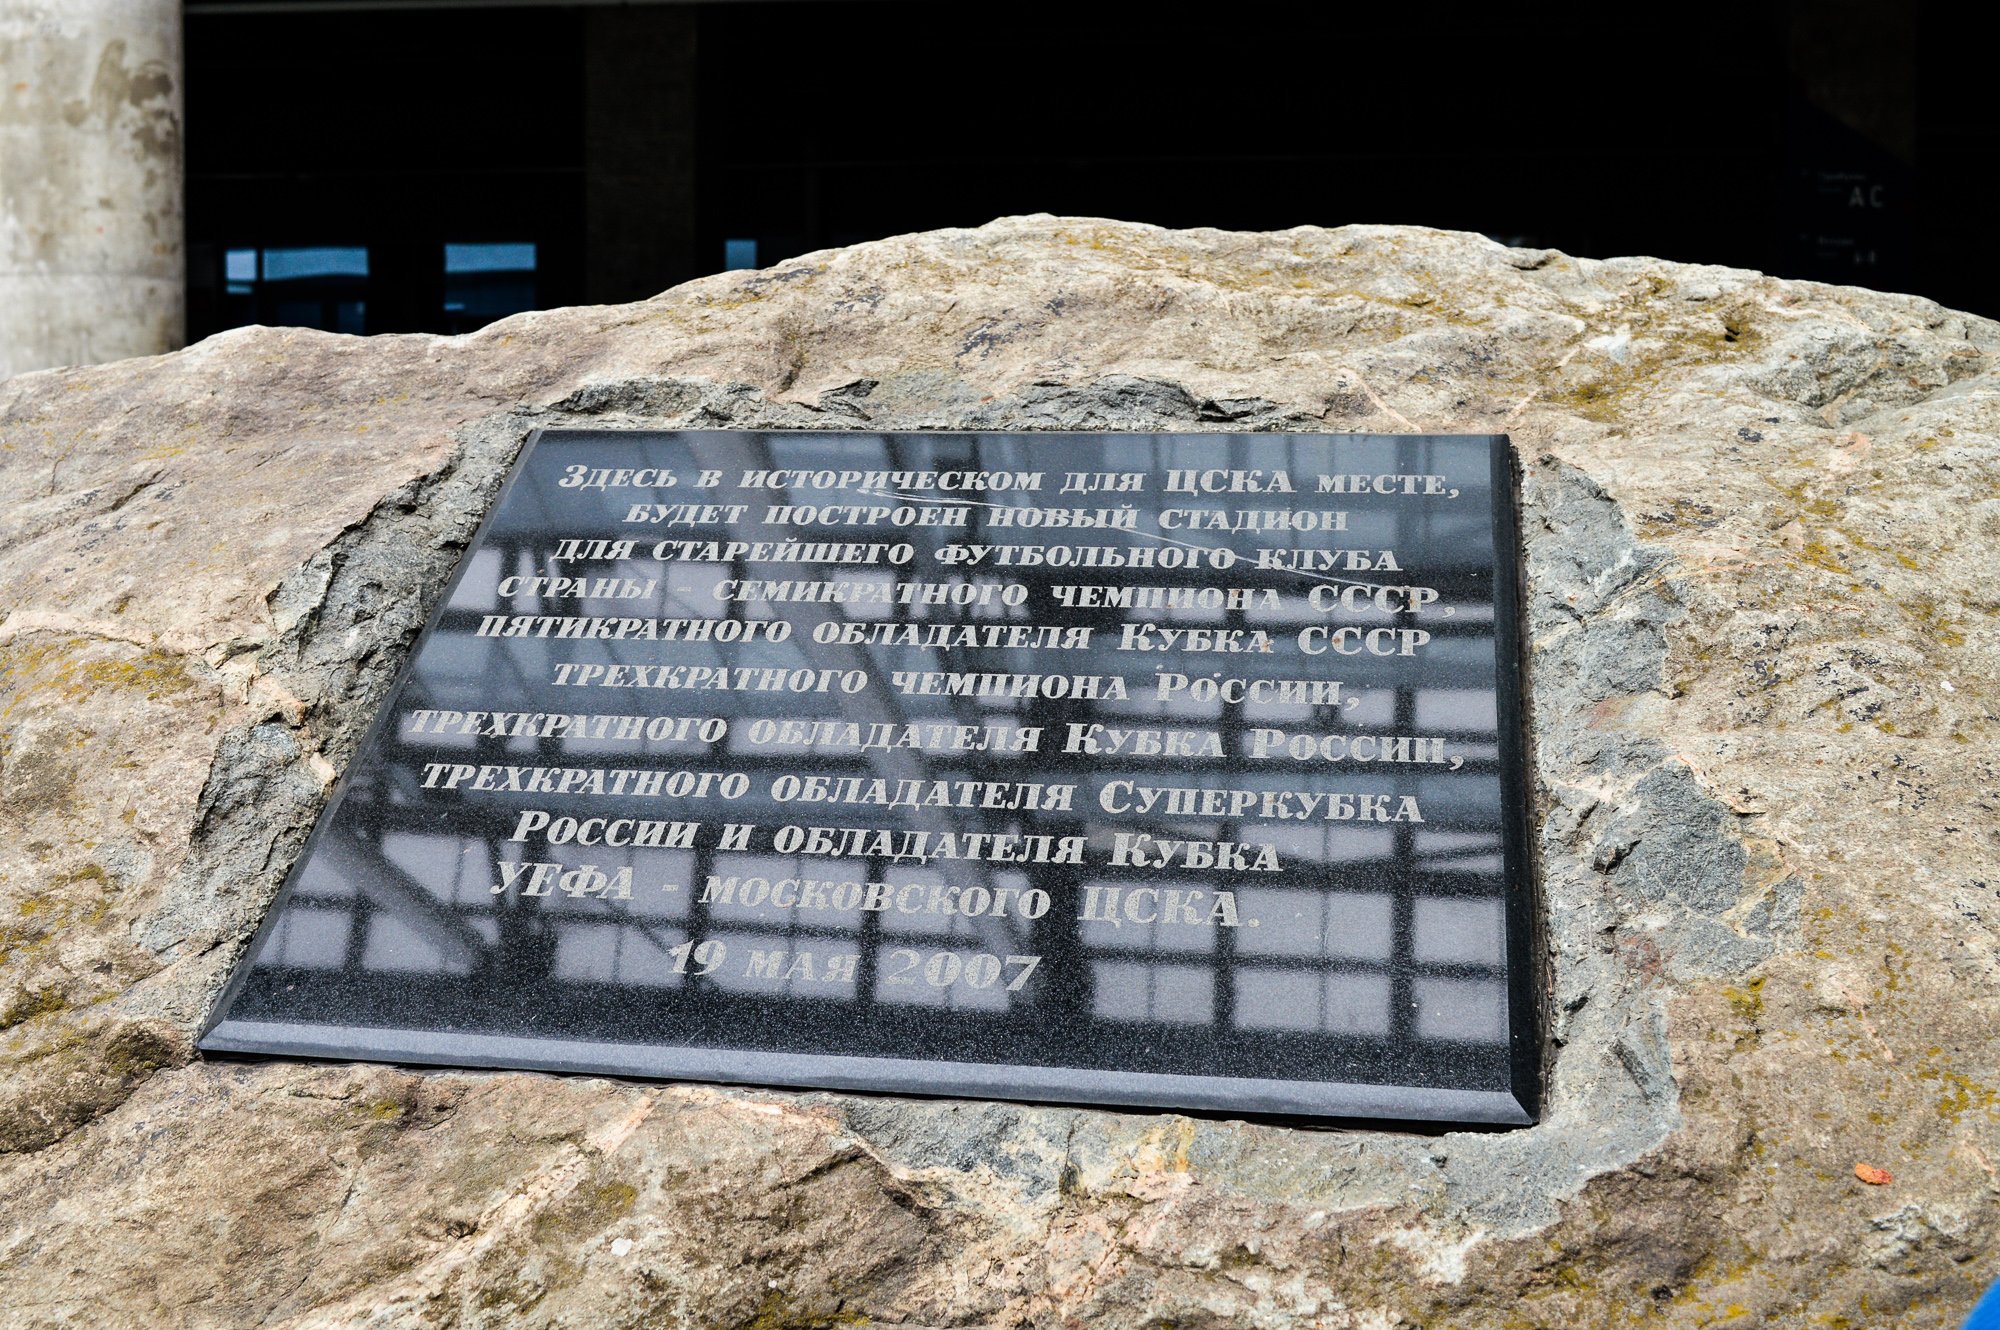 Здесь в историческом для ЦСКА месте,
будет построен новый стадион
для старейшего футбольного клуба
страны - семикратного чемпиона СССР,
пятикратного обладателя Кубка СССР
трехкратного чемпиона России,
трехкратного обладателя Кубка России,
трехкратного обладателя Суперкубка
России и обладателя Кубка
УЕФА - московского ЦСКА.
19 мая 2007
A C